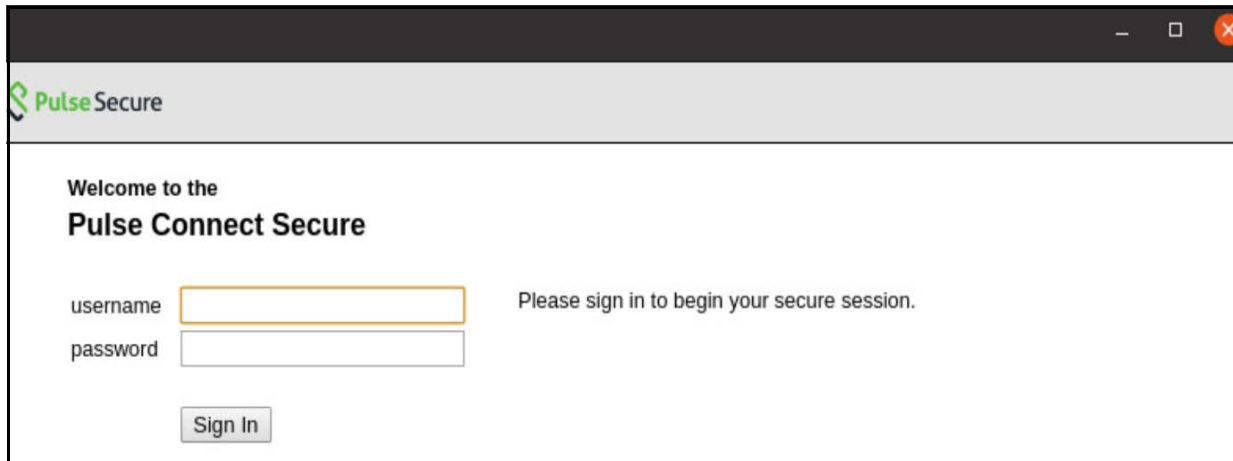 Pulse Secure
Welcome to the
Pulse Connect Secure
username
Please sign in to begin your secure session.
password
Sign In